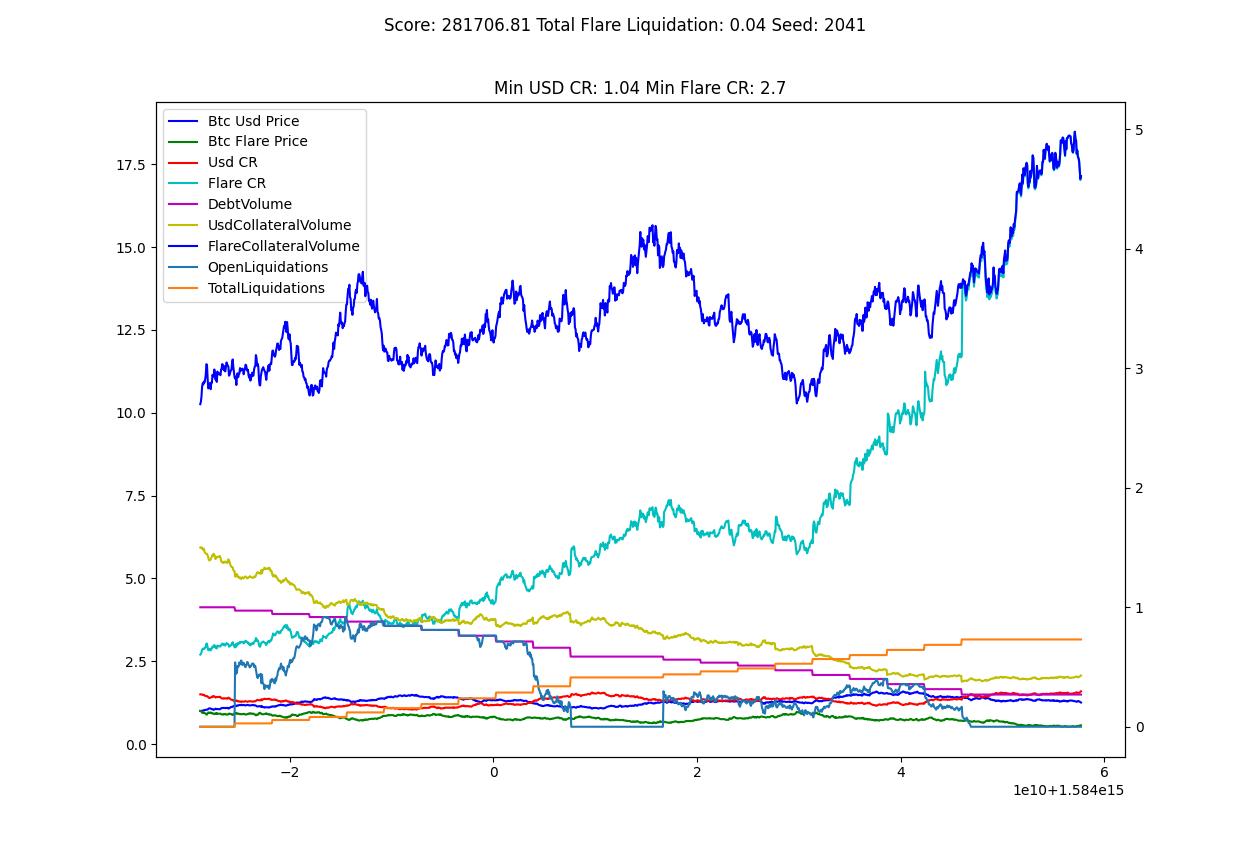 Score: 281706.81 Total Flare Liquidation: 0.04 Seed: 2041
Min USD CR: 1.04 Min Flare CR: 2.7
Btc Usd Price
Btc Flare Price
Usd CR
Flare CR
DebtVolume
UsdCollateralVolume
FlareCollateralVolume
OpenLiquidations
TotalLiquidations
17.5
15.0
12.5
10.0
7.5
5.0
2.5
0.0
5
4
3
2
1
0
−2 0 2 4 6
1e10+1.584e15